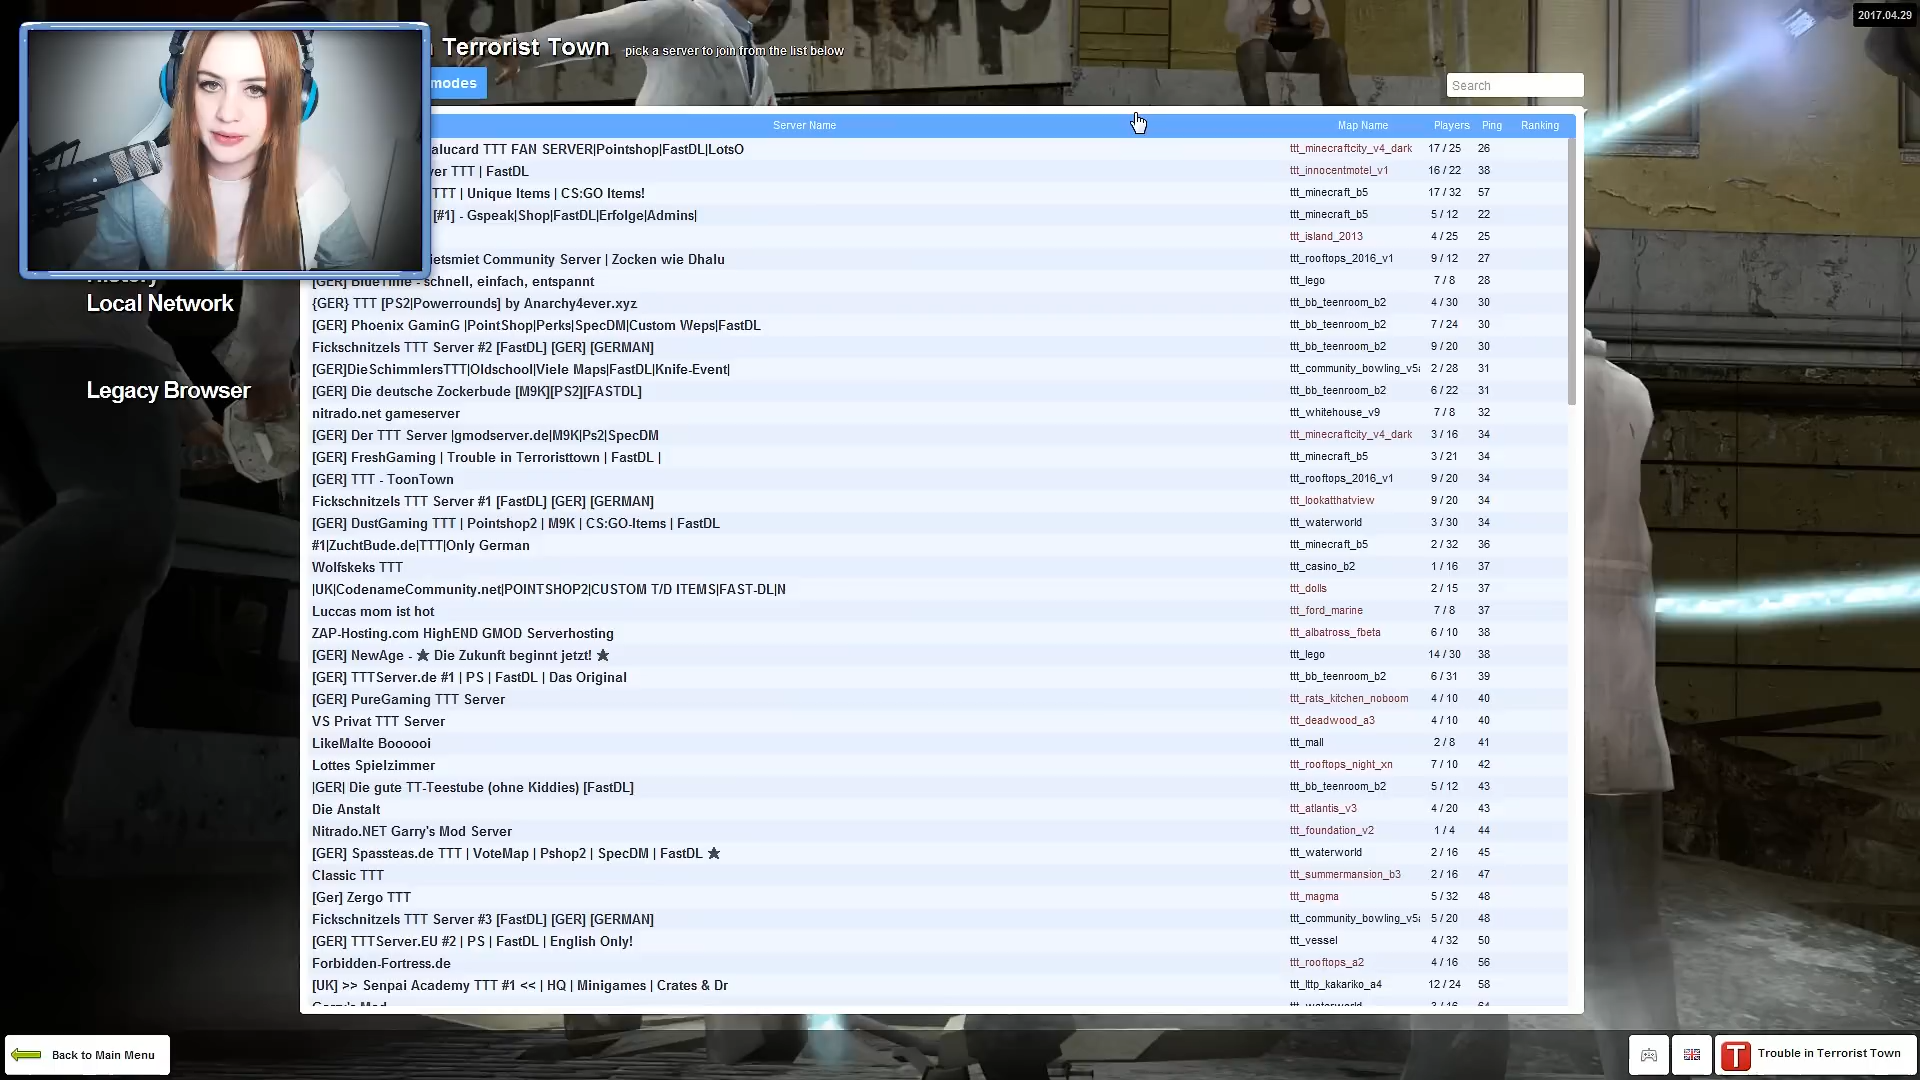 2017.04.29
Terrorist Town pick a server to join from the list below
modes
Search
Server Name Map Name Players Ping Ranking
alucard TTT FAN SERVER|Pointshop|FastDL|LotsO ttt_minecraftcity_v4_dark 17 / 25 26
ver TTT | FastDL ttt_innocentmotel_v1 16 / 22 38
TTT | Unique Items | CS:GO Items! ttt_minecraft_b5 17 / 32 57
[#1] - Gspeak|Shop|FastDL|Erfolge|Admins| ttt_minecraft_b5 5 / 12 22
ttt_island_2013 4 / 25 25
ietsmiet Community Server | Zocken wie Dhalu ttt_rooftops_2016_v1 9 / 12 27
[GER] BlueTime - schnell, einfach, entspannt ttt_lego 7 / 8 28
{GER} TTT [PS2|Powerrounds] by Anarchy4ever.xyz ttt_bb_teenroom_b2 4 / 30 30
[GER] Phoenix GaminG |PointShop|Perks|SpecDM|Custom Weps|FastDL ttt_bb_teenroom_b2 7 / 24 30
Fickschnitzels TTT Server #2 [FastDL] [GER] [GERMAN] ttt_bb_teenroom_b2 9 / 20 30
[GER]DieSchimmlersTTT|Oldschool|Viele Maps|FastDL|Knife-Event| ttt_community_bowling_v5a 2 / 28 31
[GER] Die deutsche Zockerbude [M9K][PS2][FASTDL] ttt_bb_teenroom_b2 6 / 22 31
nitrado.net gameserver ttt_whitehouse_v9 7 / 8 32
[GER] Der TTT Server |gmodserver.de|M9K|Ps2|SpecDM ttt_minecraftcity_v4_dark 3 / 16 34
[GER] FreshGaming | Trouble in Terroristtown | FastDL | ttt_minecraft_b5 3 / 21 34
[GER] TTT - ToonTown ttt_rooftops_2016_v1 9 / 20 34
Fickschnitzels TTT Server #1 [FastDL] [GER] [GERMAN] ttt_lookatthatview 9 / 20 34
[GER] DustGaming TTT | Pointshop2 | M9K | CS:GO-Items | FastDL ttt_waterworld 3 / 30 34
#1|ZuchtBude.de|TTT|Only German ttt_minecraft_b5 2 / 32 36
Wolfskeks TTT ttt_casino_b2 1 / 16 37
|UK|CodenameCommunity.net|POINTSHOP2|CUSTOM T/D ITEMS|FAST-DL|N ttt_dolls 2 / 15 37
Luccas mom ist hot ttt_ford_marine 7 / 8 37
ZAP-Hosting.com HighEND GMOD Serverhosting ttt_albatross_fbeta 6 / 10 38
[GER] NewAge - ★ Die Zukunft beginnt jetzt! ★ ttt_lego 14 / 30 38
[GER] TTTServer.de #1 | PS | FastDL | Das Original ttt_bb_teenroom_b2 6 / 31 39
[GER] PureGaming TTT Server ttt_rats_kitchen_noboom 4 / 10 40
VS Privat TTT Server ttt_deadwood_a3 4 / 10 40
LikeMalte Boooooi ttt_mall 2 / 8 41
Lottes Spielzimmer ttt_rooftops_night_xn 7 / 10 42
|GER| Die gute TT-Teestube (ohne Kiddies) [FastDL] ttt_bb_teenroom_b2 5 / 12 43
Die Anstalt ttt_atlantis_v3 4 / 20 43
Nitrado.NET Garry's Mod Server ttt_foundation_v2 1 / 4 44
[GER] Spassteas.de TTT | VoteMap | Pshop2 | SpecDM | FastDL ★ ttt_waterworld 2 / 16 45
Classic TTT ttt_summermansion_b3 2 / 16 47
[Ger] Zergo TTT ttt_magma 5 / 32 48
Fickschnitzels TTT Server #3 [FastDL] [GER] [GERMAN] ttt_community_bowling_v5a 5 / 20 48
[GER] TTTServer.EU #2 | PS | FastDL | English Only! ttt_vessel 4 / 32 50
Forbidden-Fortress.de ttt_rooftops_a2 4 / 16 56
[UK] >> Senpai Academy TTT #1 << | HQ | Minigames | Crates & Dr ttt_lttp_kakariko_a4 12 / 24 58
Garry's Mod ttt_waterworld 3 / 16 64
History
Local Network
Legacy Browser
Back to Main Menu
T Trouble in Terrorist Town